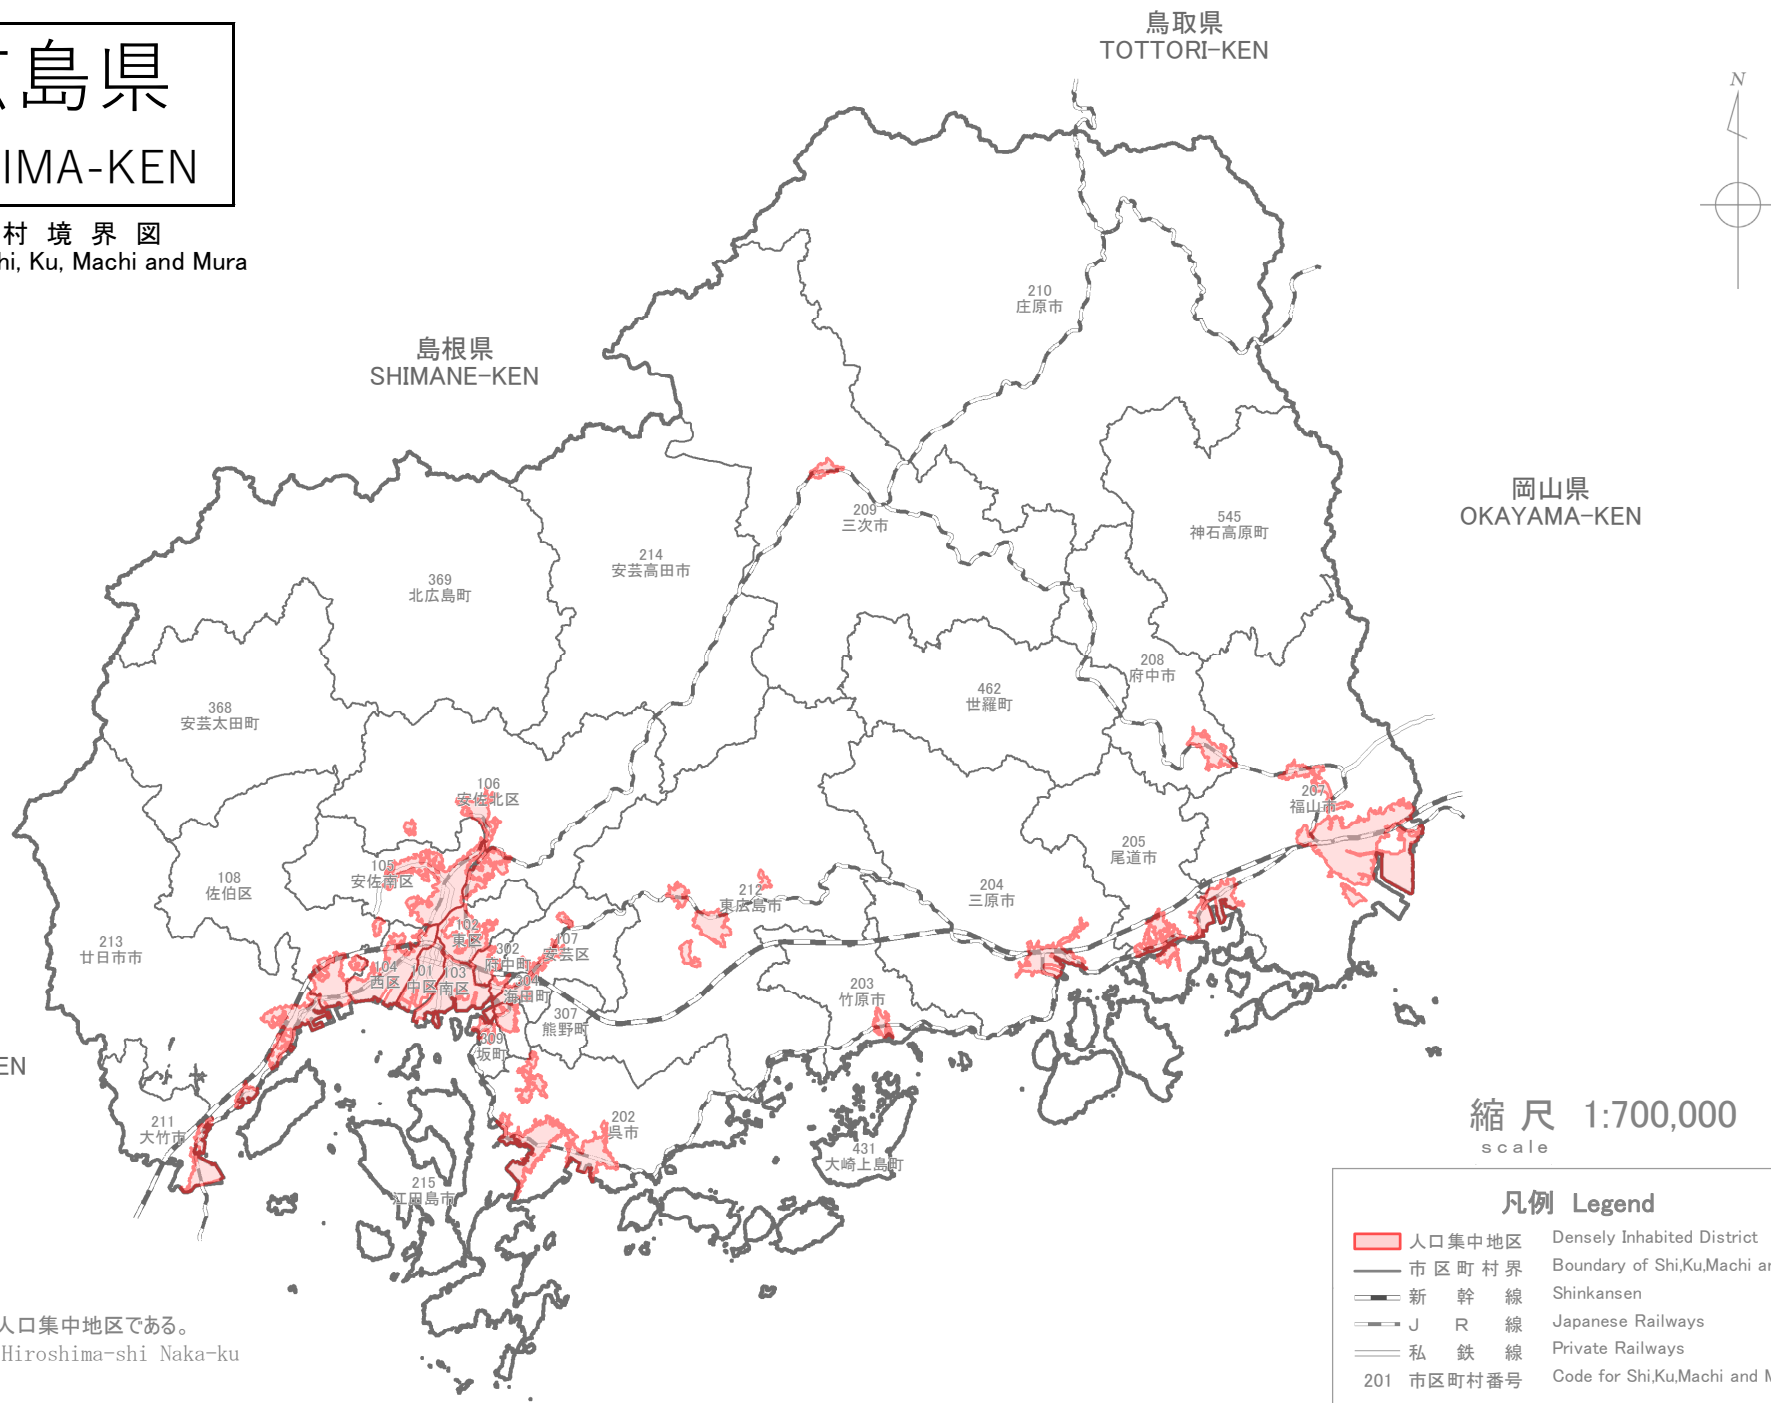 島県
IMA-KEN
村境界図
hi, Ku, Machi and Mura
鳥取県
TOTTORI-KEN
N
島根県
SHIMANE-KEN
岡山県
OKAYAMA-KEN
210
庄原市
209
三次市
545
神石高原町
214
安芸高田市
369
北広島町
208
府中市
462
世羅町
368
安芸太田町
106
安佐北区
207
福山市
205
尾道市
105
安佐南区
108
佐伯区
204
三原市
212
東広島市
102
東区
302
府中町
107
安芸区
213
廿日市市
104
西区
101
中区
103
南区
304
海田町
203
竹原市
307
熊野町
309
坂町
EN
211
大竹市
202
呉市
431
大崎上島町
215
江田島市
縮尺 1:700,000
scale
凡例 Legend
人口集中地区 Densely Inhabited District
市区町村界 Boundary of Shi,Ku,Machi a
新幹線 Shinkansen
JR線 Japanese Railways
私鉄線 Private Railways
201 市区町村番号 Code for Shi,Ku,Machi and M
人口集中地区である。
Hiroshima-shi Naka-ku